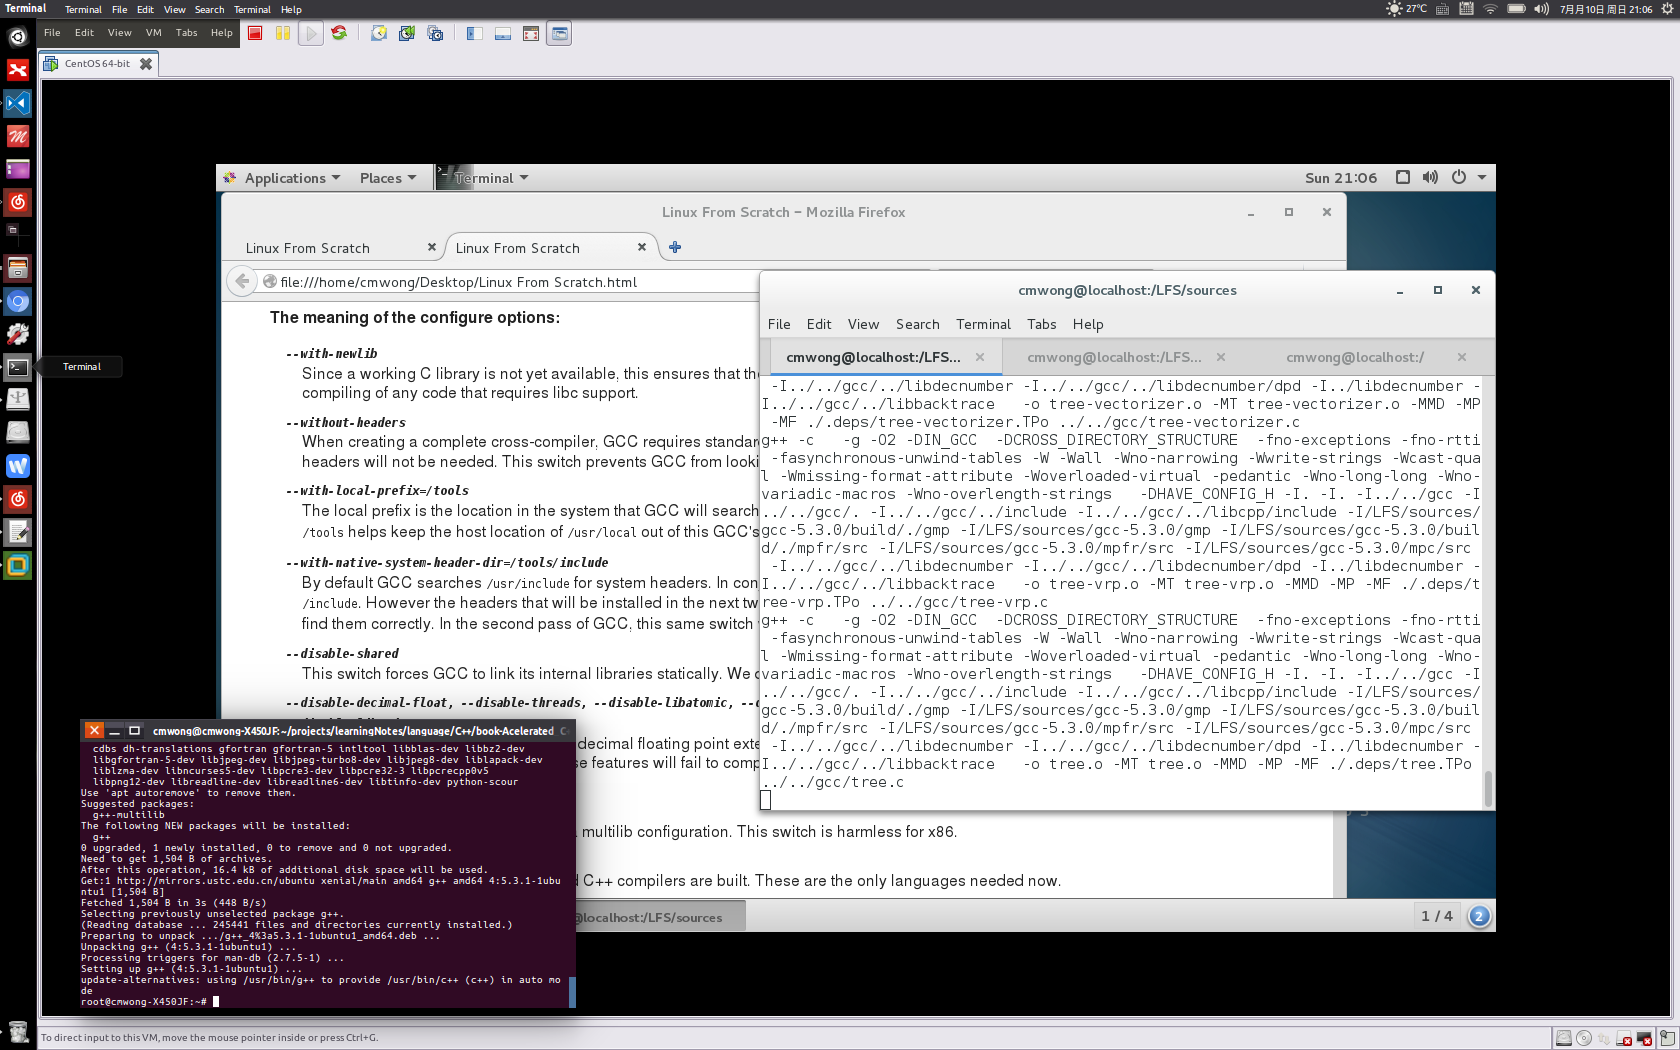 Terminal
Terminal File Edit View Search Terminal Help
27°C
7月月10日 周日 21:06
File Edit View VM Tabs Help
CentOS 64-bit
Terminal
Applications Places Terminal
Sun 21:06
Linux From Scratch - Mozilla Firefox
Linux From Scratch
Linux From Scratch
file:///home/cmwong/Desktop/Linux From Scratch.html
The meaning of the configure options:
--with-newlib
Since a working C library is not yet available, this ensures that the
compiling of any code that requires libc support.
--without-headers
When creating a complete cross-compiler, GCC requires standar
headers will not be needed. This switch prevents GCC from looki
--with-local-prefix=/tools
The local prefix is the location in the system that GCC will search
/tools helps keep the host location of /usr/local out of this GCC's
--with-native-system-header-dir=/tools/include
By default GCC searches /usr/include for system headers. In con
/include. However the headers that will be installed in the next tw
find them correctly. In the second pass of GCC, this same switch
--disable-shared
This switch forces GCC to link its internal libraries statically. We
--disable-decimal-float, --disable-threads, --disable-libatomic,
decimal floating point exte
se features will fail to comp
multilib configuration. This switch is harmless for x86.
C++ compilers are built. These are the only languages needed now.
cmwong@localhost:/LFS/sources
File Edit View Search Terminal Tabs Help
cmwong@localhost:/LFS...
cmwong@localhost:/LFS...
cmwong@localhost:/
-I../../gcc/../libdecnumber -I../../gcc/../libdecnumber/dpd -I../libdecnumber -
I../../gcc/../libbacktrace   -o tree-vectorizer.o -MT tree-vectorizer.o -MMD -MP
-MF ./.deps/tree-vectorizer.TPo ../../gcc/tree-vectorizer.c
g++ -c   -g -O2 -DIN_GCC  -DCROSS_DIRECTORY_STRUCTURE  -fno-exceptions -fno-rtti
-fasynchronous-unwind-tables -W -Wall -Wno-narrowing -Wwrite-strings -Wcast-qua
l -Wmissing-format-attribute -Woverloaded-virtual -pedantic -Wno-long-long -Wno-
variadic-macros -Wno-overlength-strings   -DHAVE_CONFIG_H -I. -I. -I../../gcc -I
../../gcc/. -I../../gcc/../include -I../../gcc/../libcpp/include -I/LFS/sources/
gcc-5.3.0/build/./gmp -I/LFS/sources/gcc-5.3.0/gmp -I/LFS/sources/gcc-5.3.0/buil
d/./mpfr/src -I/LFS/sources/gcc-5.3.0/mpfr/src -I/LFS/sources/gcc-5.3.0/mpc/src
-I../../gcc/../libdecnumber -I../../gcc/../libdecnumber/dpd -I../libdecnumber -
I../../gcc/../libbacktrace   -o tree-vrp.o -MT tree-vrp.o -MMD -MP -MF ./.deps/t
ree-vrp.TPo ../../gcc/tree-vrp.c
g++ -c   -g -O2 -DIN_GCC  -DCROSS_DIRECTORY_STRUCTURE  -fno-exceptions -fno-rtti
-fasynchronous-unwind-tables -W -Wall -Wno-narrowing -Wwrite-strings -Wcast-qua
l -Wmissing-format-attribute -Woverloaded-virtual -pedantic -Wno-long-long -Wno-
variadic-macros -Wno-overlength-strings   -DHAVE_CONFIG_H -I. -I. -I../../gcc -I
../../gcc/. -I../../gcc/../include -I../../gcc/../libcpp/include -I/LFS/sources/
gcc-5.3.0/build/./gmp -I/LFS/sources/gcc-5.3.0/gmp -I/LFS/sources/gcc-5.3.0/buil
d/./mpfr/src -I/LFS/sources/gcc-5.3.0/mpfr/src -I/LFS/sources/gcc-5.3.0/mpc/src
-I../../gcc/../libdecnumber -I../../gcc/../libdecnumber/dpd -I../libdecnumber -
I../../gcc/../libbacktrace   -o tree.o -MT tree.o -MMD -MP -MF ./.deps/tree.TPo
../../gcc/tree.c
cmwong@cmwong-X450JF:~/projects/learningNotes/language/C++/book-Acelerated C
cdbs dh-translations gfortran gfortran-5 intltool libblas-dev libbz2-dev
libgfortran-5-dev libjpeg-dev libjpeg-turbo8-dev libjpeg8-dev liblapack-dev
liblzma-dev libncurses5-dev libpcre3-dev libpcre32-3 libpcrecpp0v5
libpng12-dev libreadline-dev libreadline6-dev libtinfo-dev python-scour
Use 'apt autoremove' to remove them.
Suggested packages:
g++-multilib
The following NEW packages will be installed:
g++
0 upgraded, 1 newly installed, 0 to remove and 0 not upgraded.
Need to get 1,504 B of archives.
After this operation, 16.4 kB of additional disk space will be used.
Get:1 http://mirrors.ustc.edu.cn/ubuntu xenial/main amd64 g++ amd64 4:5.3.1-1ubu
ntu1 [1,504 B]
Fetched 1,504 B in 3s (448 B/s)
Selecting previously unselected package g++.
(Reading database ... 245441 files and directories currently installed.)
Preparing to unpack .../g++_4%3a5.3.1-1ubuntu1_amd64.deb ...
Unpacking g++ (4:5.3.1-1ubuntu1) ...
Processing triggers for man-db (2.7.5-1) ...
Setting up g++ (4:5.3.1-1ubuntu1) ...
update-alternatives: using /usr/bin/g++ to provide /usr/bin/c++ (c++) in auto mo
de
root@cmwong-X450JF:~#
@localhost:/LFS/sources
1 / 4
2
To direct input to this VM, move the mouse pointer inside or press Ctrl+G.